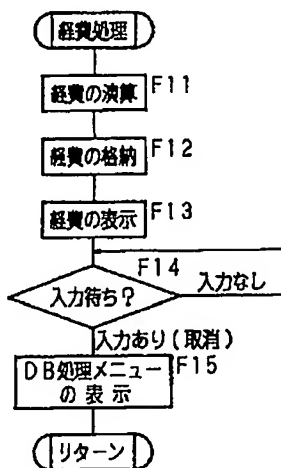 経費処理
経費の演算 F11
経費の格納 F12
経費の表示 F13
F14
入力待ち? 入力なし
入力あり(取消)
DB処理メニュー F15
の表示
リターン